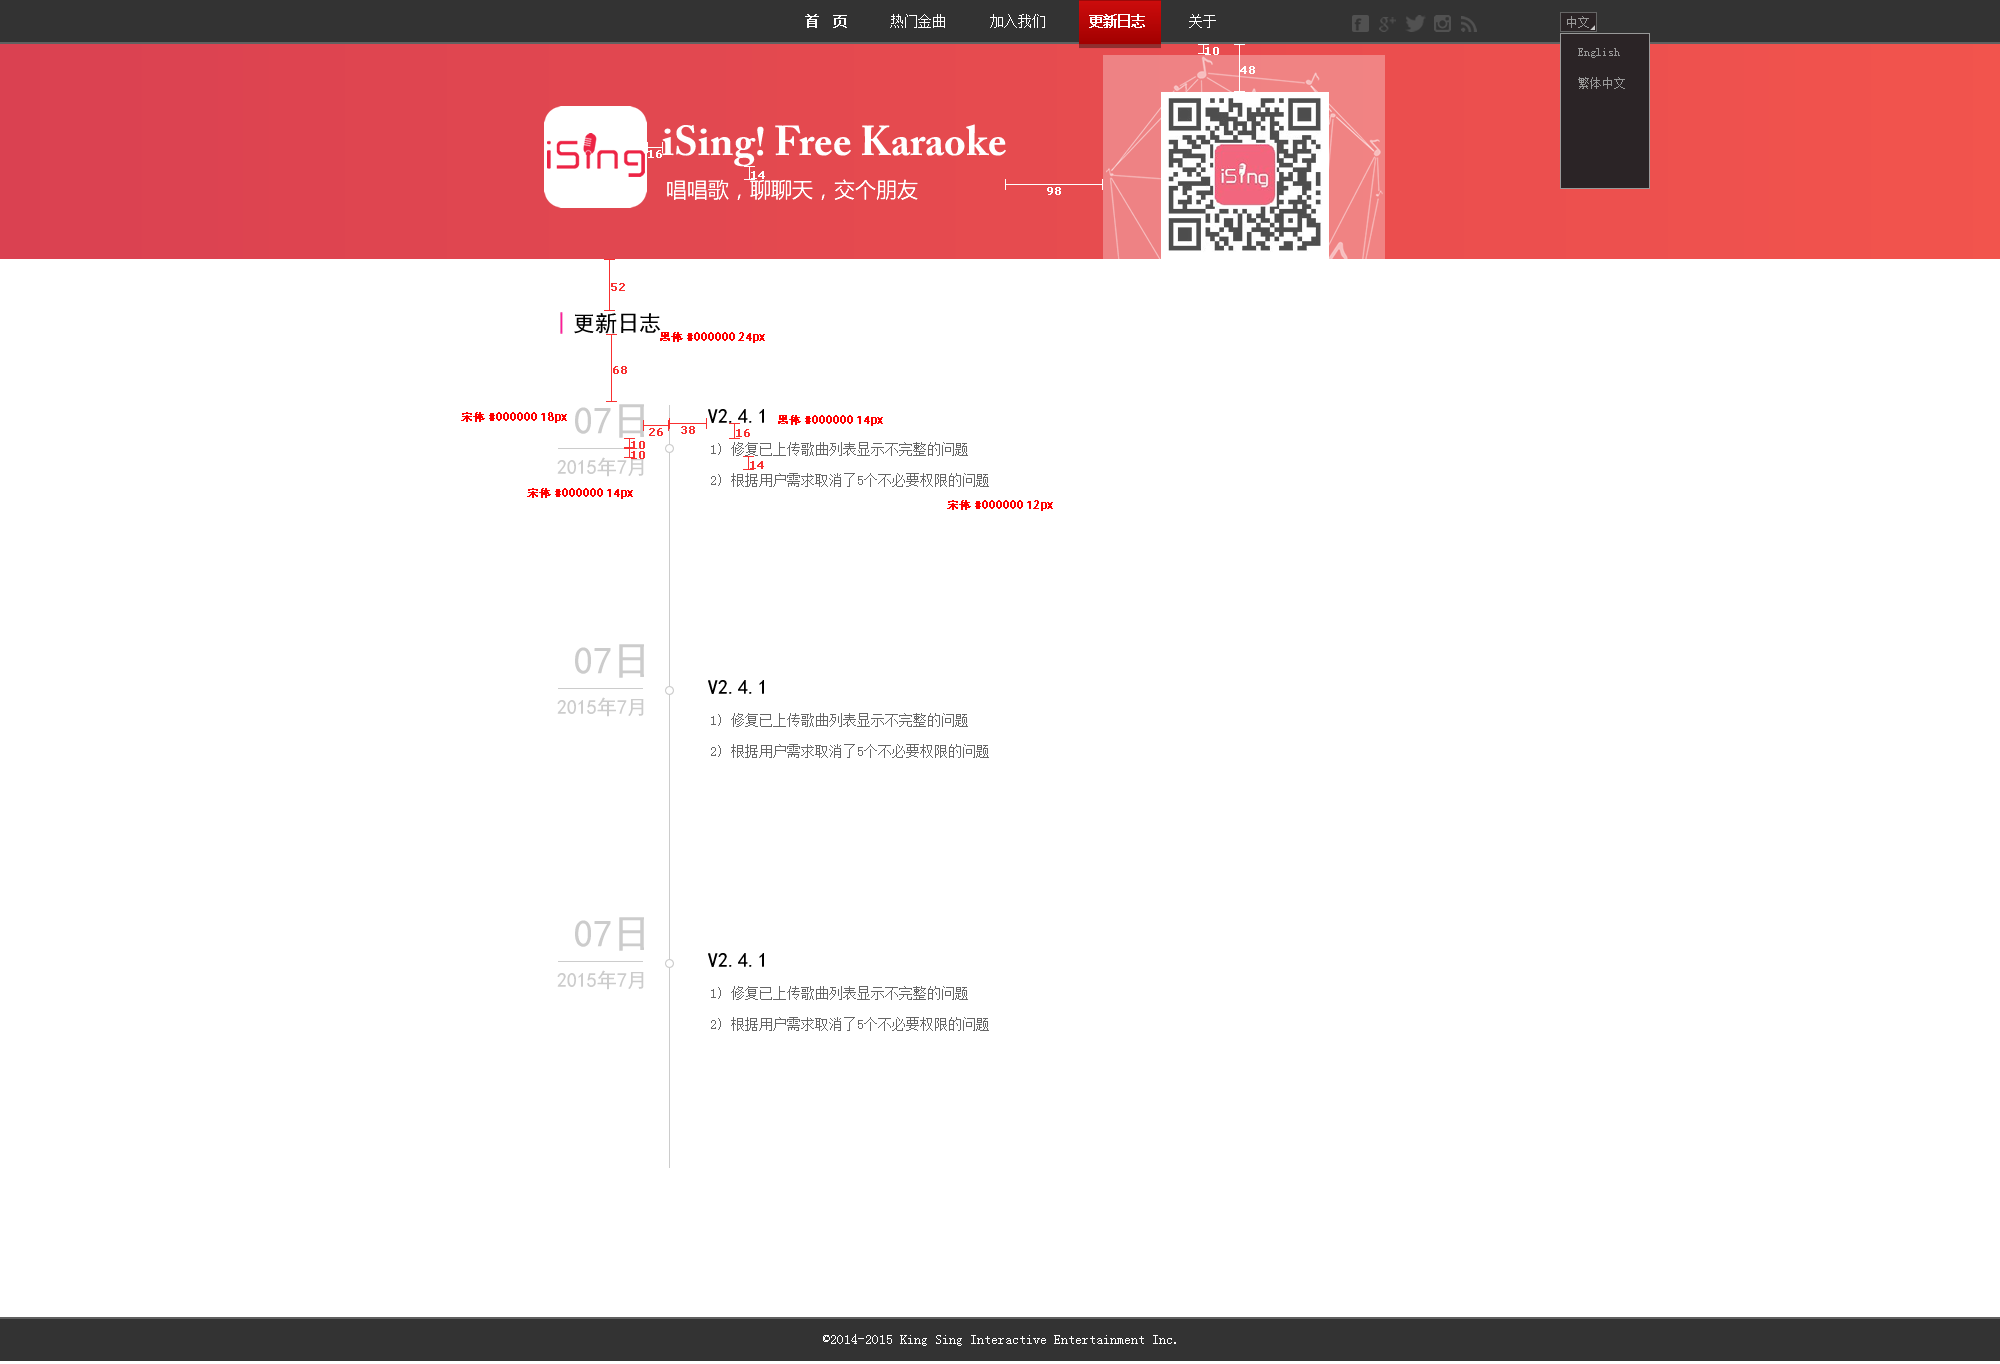 首 页 热门金曲 加入我们 更新日志 关于 中文
English
繁体中文
10
48
iSing
16
iSing! Free Karaoke
14
唱唱歌，聊聊天，交个朋友
98
iSing
52
更新日志
黑体 #000000 24px
68
宋体 #000000 18px
07日
26
38
V2.4.1
黑体 #000000 14px
16
10
10
1) 修复已上传歌曲列表显示不完整的问题
14
2015年7月
2) 根据用户需求取消了5个不必要权限的问题
宋体 #000000 14px
宋体 #000000 12px
07日
2015年7月
V2.4.1
1) 修复已上传歌曲列表显示不完整的问题
2) 根据用户需求取消了5个不必要权限的问题
07日
2015年7月
V2.4.1
1) 修复已上传歌曲列表显示不完整的问题
2) 根据用户需求取消了5个不必要权限的问题
©2014-2015 King Sing Interactive Entertainment Inc.